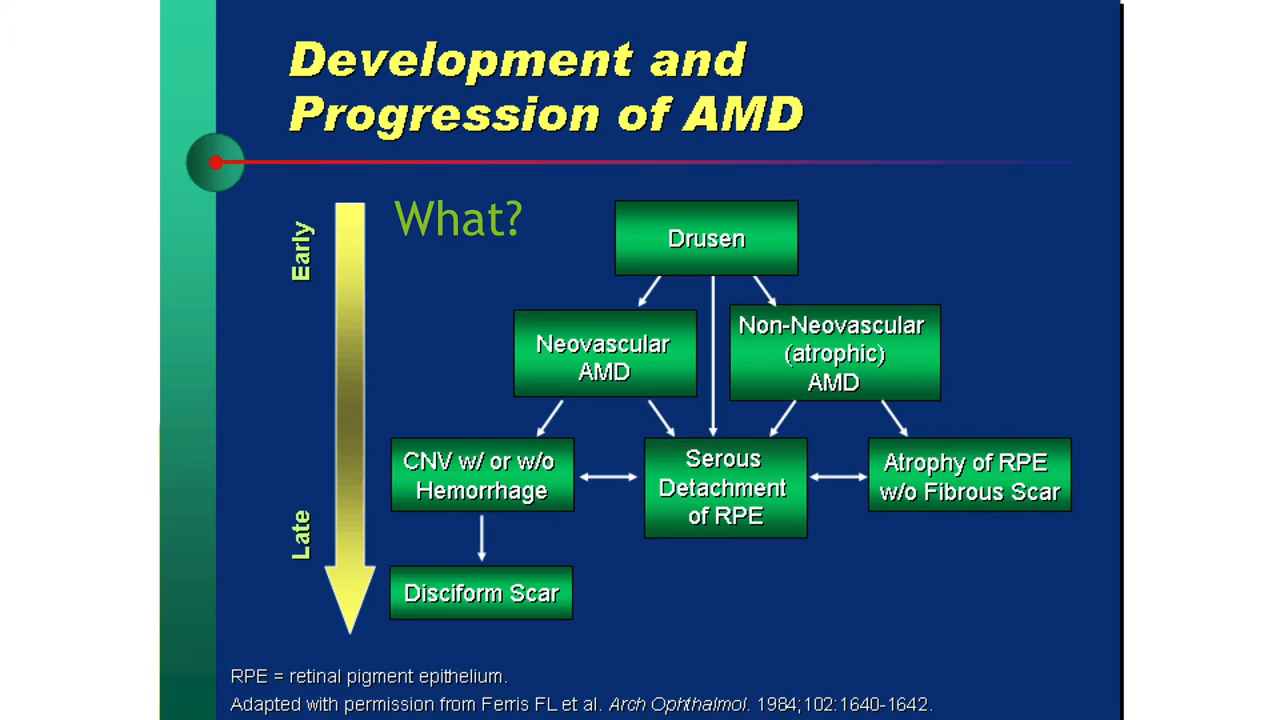 Development and
Progression of AMD
What?
Early
Late
Drusen
Neovascular
AMD
Non-Neovascular
(atrophic)
AMD
CNV w/ or w/o
Hemorrhage
Serous
Detachment
of RPE
Atrophy of RPE
w/o Fibrous Scar
Disciform Scar
RPE = retinal pigment epithelium.
Adapted with permission from Ferris FL et al. Arch Ophthalmol. 1984;102:1640-1642.